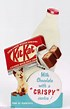 KitKat
Milk Chocolate
with a
"CRISPY"
centre!